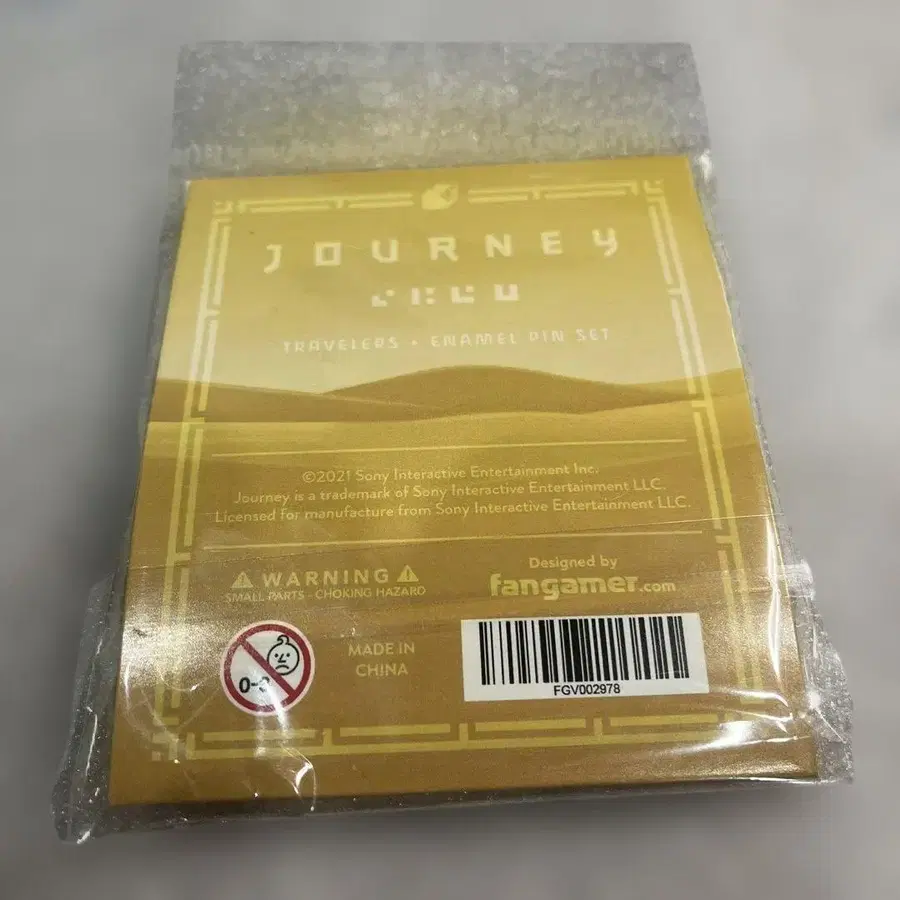 JOURNEY
TRAVELERS + ENAMEL PIN SET
©2021 Sony Interactive Entertainment Inc.
Journey is a trademark of Sony Interactive Entertainment LLC.
Licensed for manufacture from Sony Interactive Entertainment LLC.
WARNING
SMALL PARTS - CHOKING HAZARD
0-3
MADE IN
CHINA
Designed by
fangamer.com
FGV002978